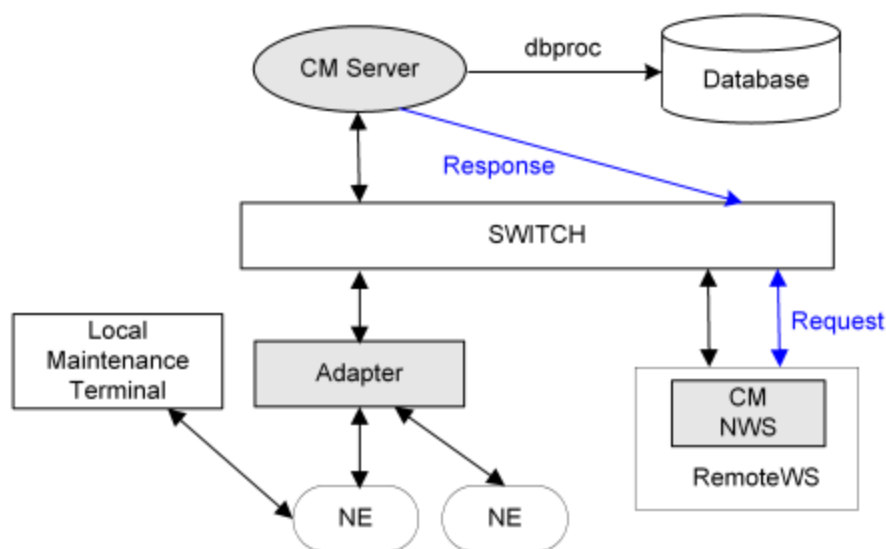 CM Server
dbproc
Database
Response
SWITCH
Local
Maintenance
Terminal
Adapter
Request
CM
NWS
RemoteWS
NE
NE